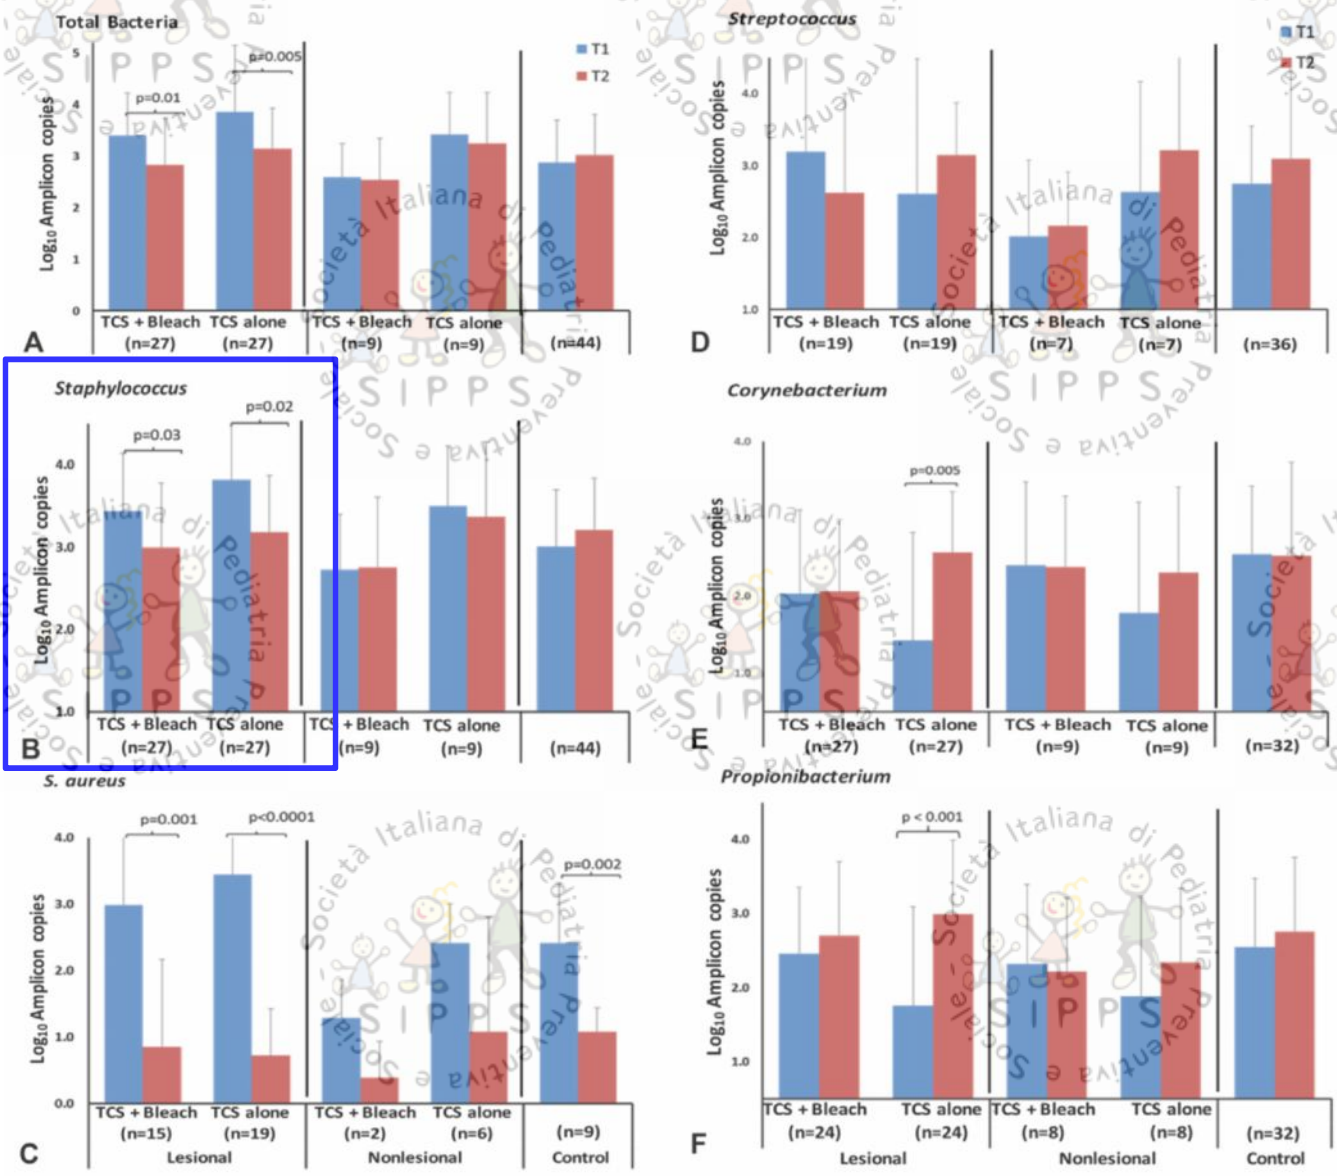 Total Bacteria
Log10 Amplicon copies
5
4
3
2
1
0
p=0.01
p=0.005
T1
T2
TCS + Bleach
(n=27)
TCS alone
(n=27)
TCS + Bleach
(n=9)
TCS alone
(n=9)
(n=44)
A
Streptococcus
Log10 Amplicon copies
4.0
3.0
2.0
1.0
T1
T2
TCS + Bleach
(n=19)
TCS alone
(n=19)
TCS + Bleach
(n=7)
TCS alone
(n=7)
(n=36)
D
Staphylococcus
Log10 Amplicon copies
4.0
3.0
2.0
1.0
p=0.03
p=0.02
TCS + Bleach
(n=27)
TCS alone
(n=27)
TCS + Bleach
(n=9)
TCS alone
(n=9)
(n=44)
B
Corynebacterium
Log10 Amplicon copies
4.0
3.0
2.0
1.0
p=0.005
TCS + Bleach
(n=27)
TCS alone
(n=27)
TCS + Bleach
(n=9)
TCS alone
(n=9)
(n=32)
E
S. aureus
Log10 Amplicon copies
4.0
3.0
2.0
1.0
0.0
p=0.001
p<0.0001
p=0.002
TCS + Bleach
(n=15)
TCS alone
(n=19)
TCS + Bleach
(n=2)
TCS alone
(n=6)
(n=9)
Lesional
Nonlesional
Control
C
Propionibacterium
Log10 Amplicon copies
4.0
3.0
2.0
1.0
p < 0.001
TCS + Bleach
(n=24)
TCS alone
(n=24)
TCS + Bleach
(n=8)
TCS alone
(n=8)
(n=32)
Lesional
Nonlesional
Control
F
Società Italiana di Pediatria Preventiva e Sociale -
SIPPS